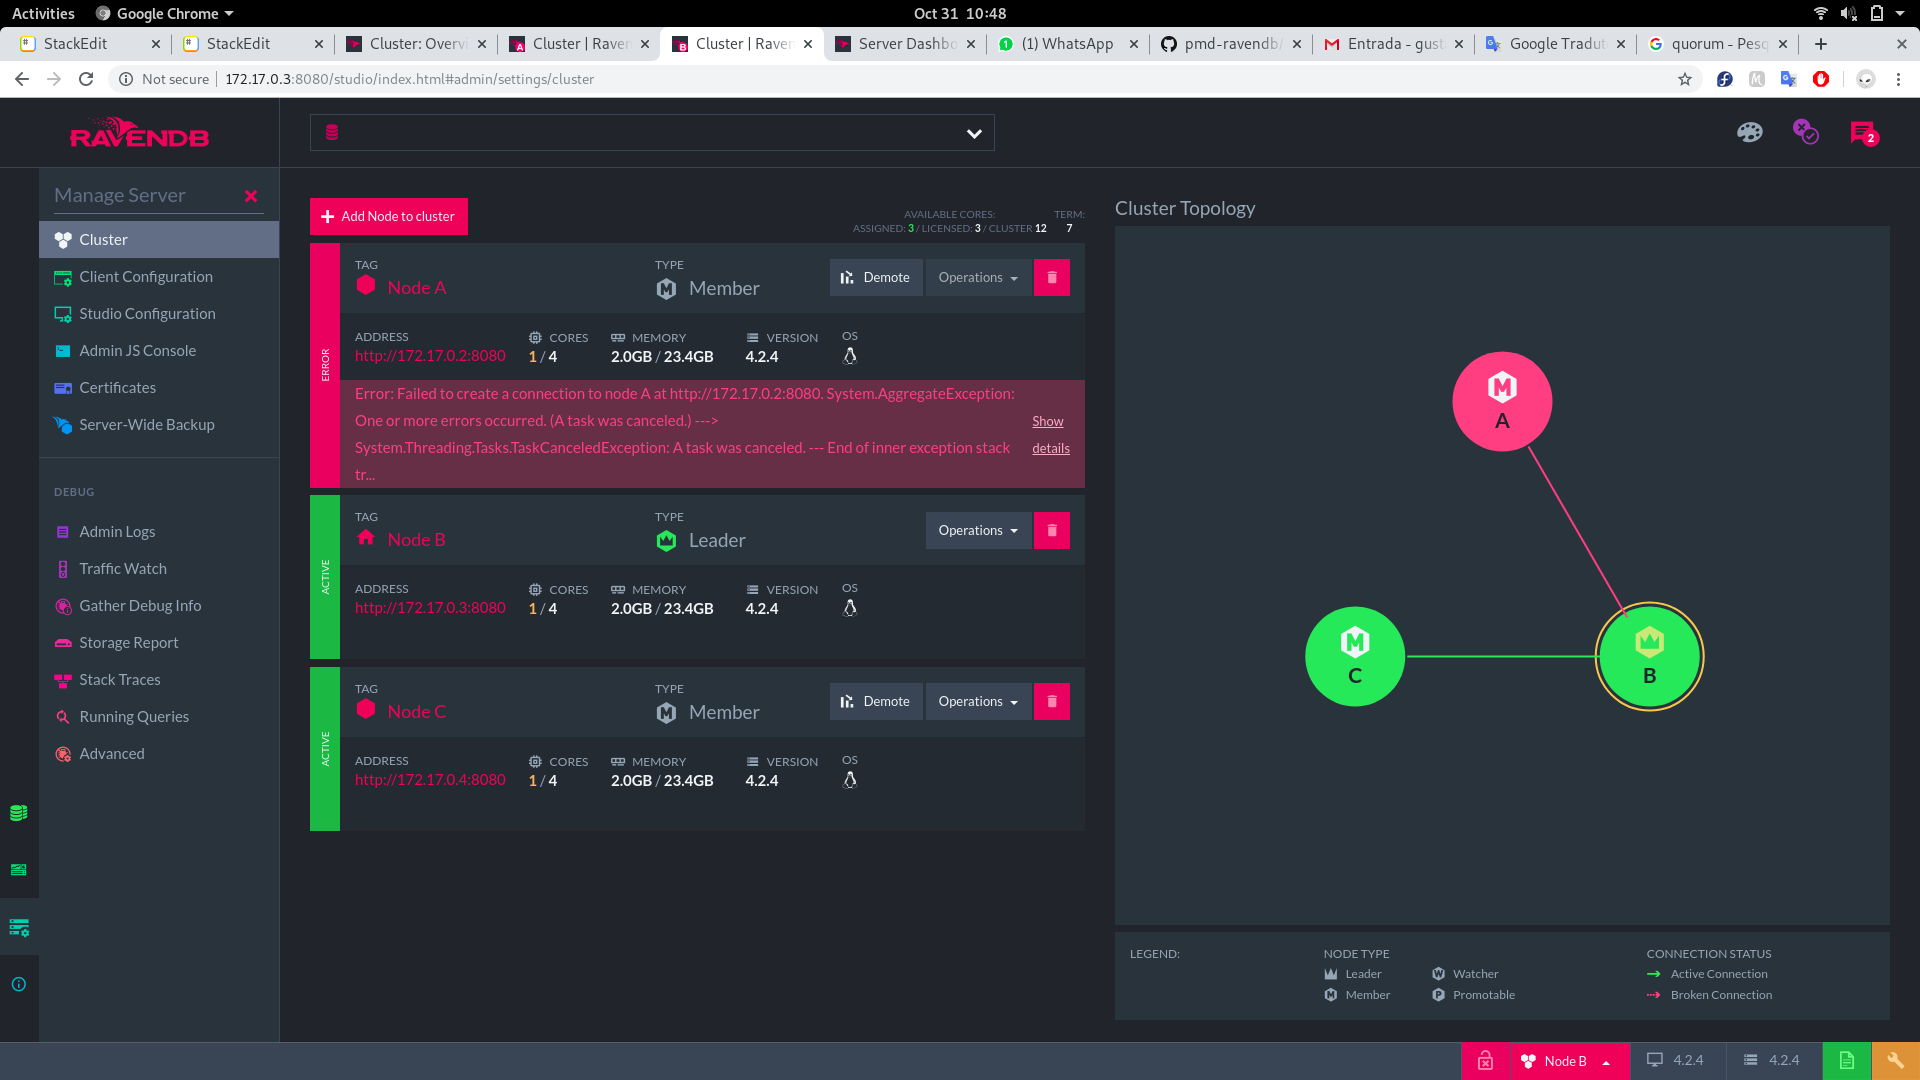 Activities Google Chrome Oct 31 10:48
StackEdit StackEdit Cluster: Overvi Cluster | Raven Cluster | Raven Server Dashbo (1) WhatsApp pmd-ravendb/ Entrada - gust Google Tradut quorum - Pesq
Not secure 172.17.0.3:8080/studio/index.html#admin/settings/cluster
RAVENDB
2
Manage Server
Cluster
Client Configuration
Studio Configuration
Admin JS Console
Certificates
Server-Wide Backup
DEBUG
Admin Logs
Traffic Watch
Gather Debug Info
Storage Report
Stack Traces
Running Queries
Advanced
Add Node to cluster
AVAILABLE CORES: TERM:
ASSIGNED: 3 / LICENSED: 3 / CLUSTER 12 7
ERROR
TAG TYPE
Node A Member Demote Operations
ADDRESS CORES MEMORY VERSION OS
http://172.17.0.2:8080 1 / 4 2.0GB / 23.4GB 4.2.4
Error: Failed to create a connection to node A at http://172.17.0.2:8080. System.AggregateException:
One or more errors occurred. (A task was canceled.) --->
System.Threading.Tasks.TaskCanceledException: A task was canceled. --- End of inner exception stack
tr...
Show
details
ACTIVE
TAG TYPE
Node B Leader Operations
ADDRESS CORES MEMORY VERSION OS
http://172.17.0.3:8080 1 / 4 2.0GB / 23.4GB 4.2.4
ACTIVE
TAG TYPE
Node C Member Demote Operations
ADDRESS CORES MEMORY VERSION OS
http://172.17.0.4:8080 1 / 4 2.0GB / 23.4GB 4.2.4
Cluster Topology
A
C
B
LEGEND: NODE TYPE CONNECTION STATUS
Leader Watcher Active Connection
Member Promotable Broken Connection
Node B 4.2.4 4.2.4